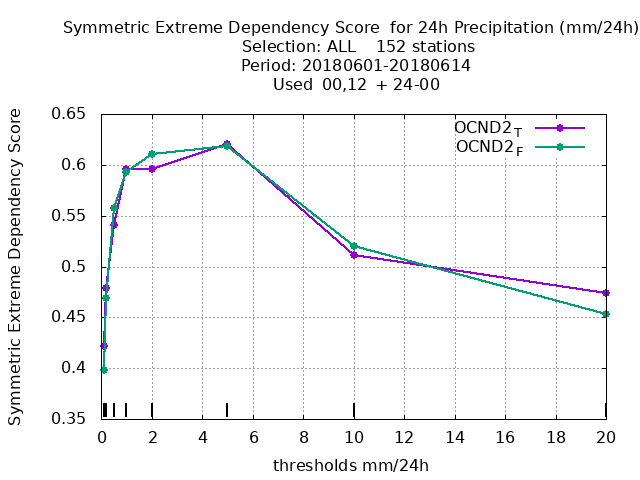 Symmetric Extreme Dependency Score for 24h Precipitation (mm/24h)
Selection: ALL 152 stations
Period: 20180601-20180614
Used 00,12 + 24-00
Symmetric Extreme Dependency Score
0.65
0.6
0.55
0.5
0.45
0.4
0.35
OCND2T
OCND2F
0 2 4 6 8 10 12 14 16 18 20
thresholds mm/24h